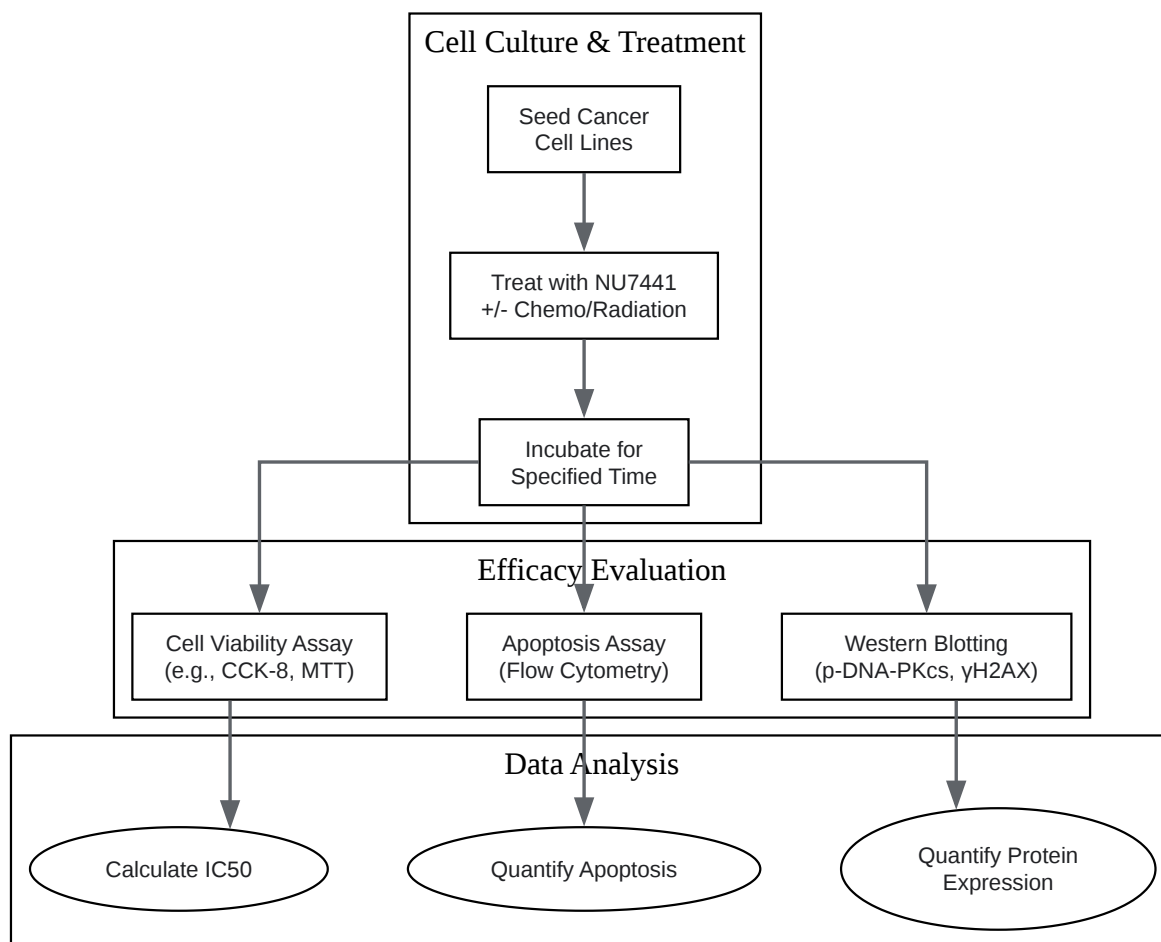 Cell Culture & Treatment
Seed Cancer
Cell Lines
Treat with NU7441
+/- Chemo/Radiation
Incubate for
Specified Time
Efficacy Evaluation
Cell Viability Assay
(e.g., CCK-8, MTT)
Apoptosis Assay
(Flow Cytometry)
Western Blotting
(p-DNA-PKcs, γH2AX)
Data Analysis
Calculate IC50
Quantify Apoptosis
Quantify Protein
Expression